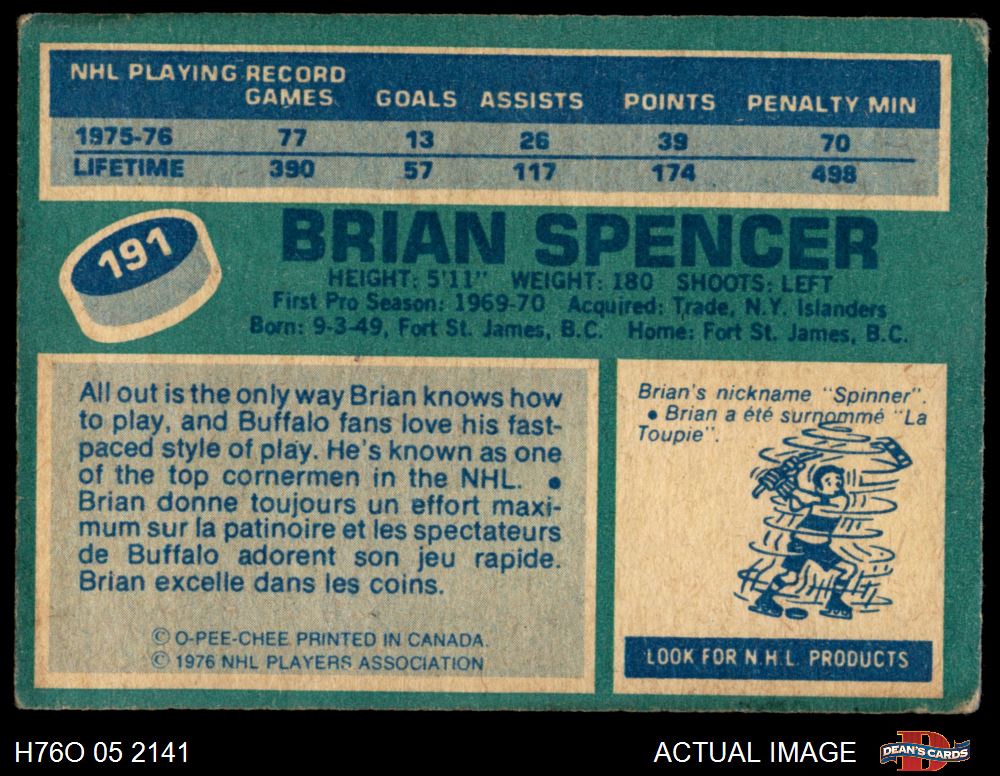 NHL PLAYING RECORD
GAMES GOALS ASSISTS POINTS PENALTY MIN
1975-76 77 13 26 39 70
LIFETIME 390 57 117 174 498
191
BRIAN SPENCER
HEIGHT: 5'11" WEIGHT: 180 SHOOTS: LEFT
First Pro Season: 1969-70 Acquired: Trade, N.Y. Islanders
Born: 9-3-49, Fort St. James, B.C. Home: Fort St. James, B.C.
All out is the only way Brian knows how
to play, and Buffalo fans love his fast-
paced style of play. He's known as one
of the top cornermen in the NHL. •
Brian donne toujours un effort maxi-
mum sur la patinoire et les spectateurs
de Buffalo adorent son jeu rapide.
Brian excelle dans les coins.
© O-PEE-CHEE PRINTED IN CANADA.
© 1976 NHL PLAYERS ASSOCIATION
Brian's nickname "Spinner".
• Brian a été surnommé "La
Toupie".
LOOK FOR N.H.L. PRODUCTS
H76O 05 2141
ACTUAL IMAGE
D
DEAN'S CARDS